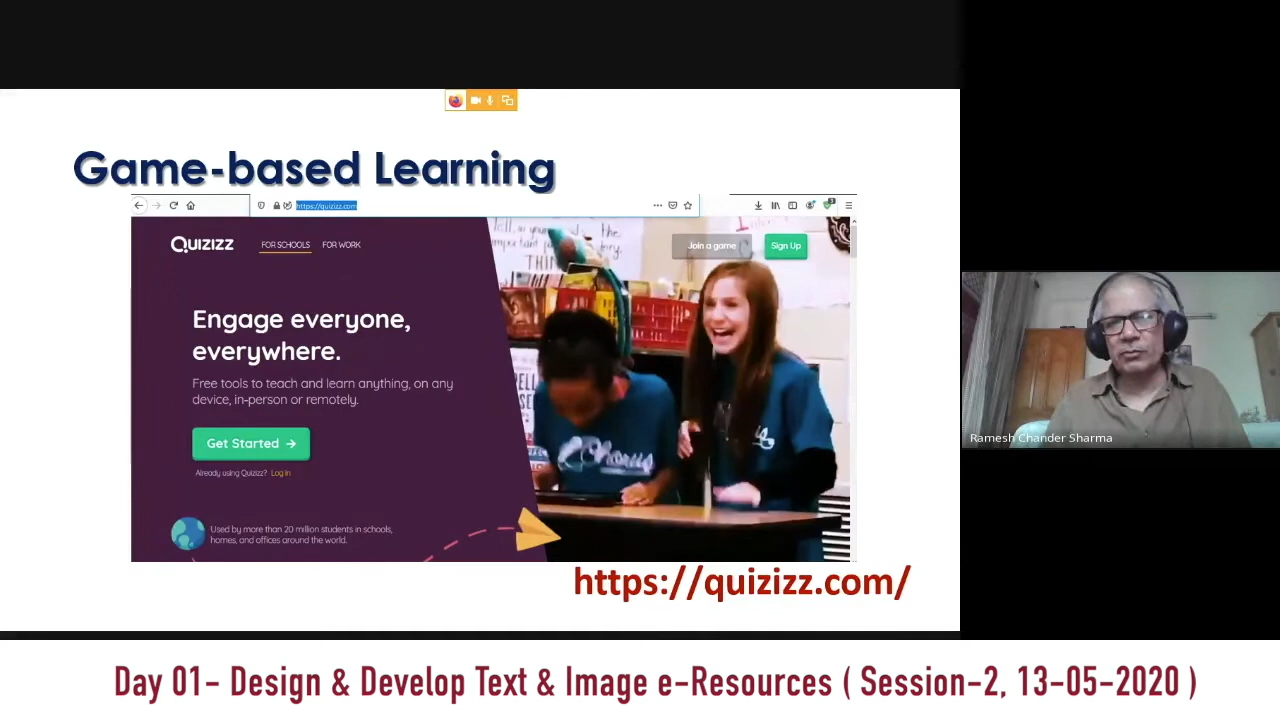 Game-based Learning
https://quizizz.com
Quizizz
FOR SCHOOLS
FOR WORK
Join a game
Sign Up
Engage everyone,
everywhere.
Free tools to teach and learn anything, on any
device, in-person or remotely.
Get Started →
Already using Quizizz? Log in
Used by more than 20 million students in schools,
homes, and offices around the world.
https://quizizz.com/
Ramesh Chander Sharma
Day 01- Design & Develop Text & Image e-Resources ( Session-2, 13-05-2020 )